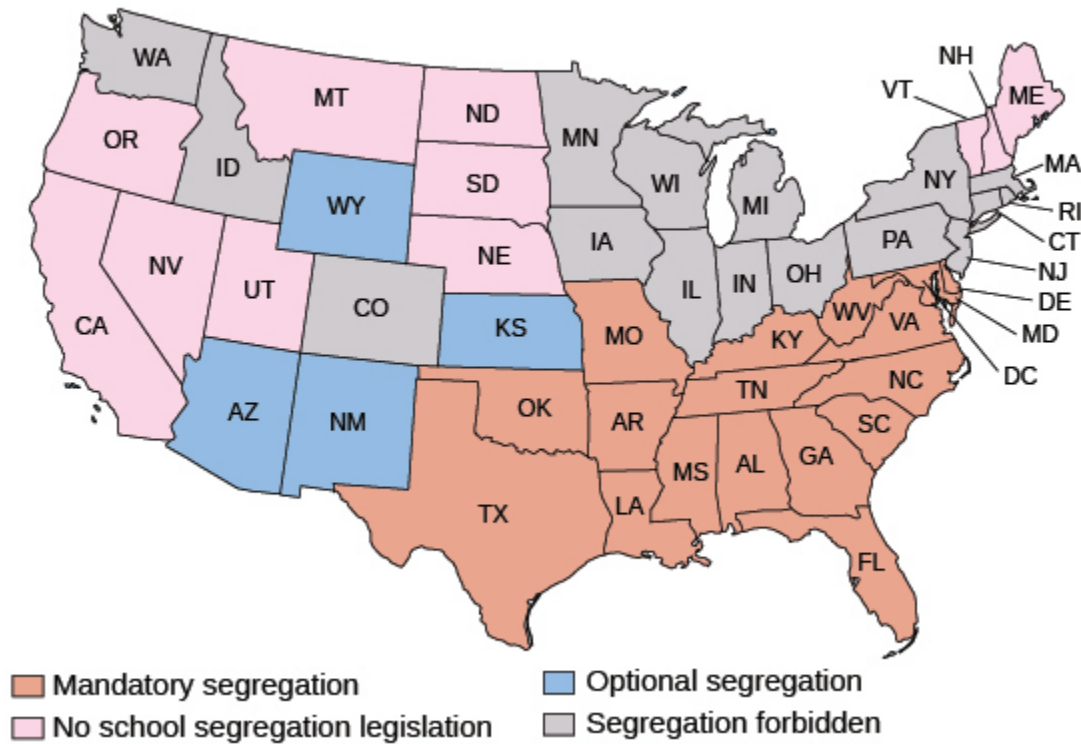 WA
MT
ND
MN
NH
VT
ME
OR
ID
SD
WI
MI
NY
MA
RI
CT
WY
NE
IA
PA
NJ
NV
UT
CO
IL
IN
OH
DE
MD
DC
CA
KS
MO
KY
WV
VA
AZ
NM
OK
AR
TN
NC
SC
TX
LA
MS
AL
GA
FL
Mandatory segregation
Optional segregation
No school segregation legislation
Segregation forbidden